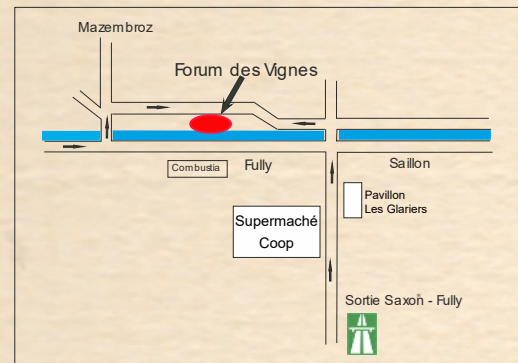 Mazembroz
Forum des Vignes
Combustia
Fully
Saillon
Pavillon
Les Glariers
Supermaché
Coop
Sortie Saxon - Fully